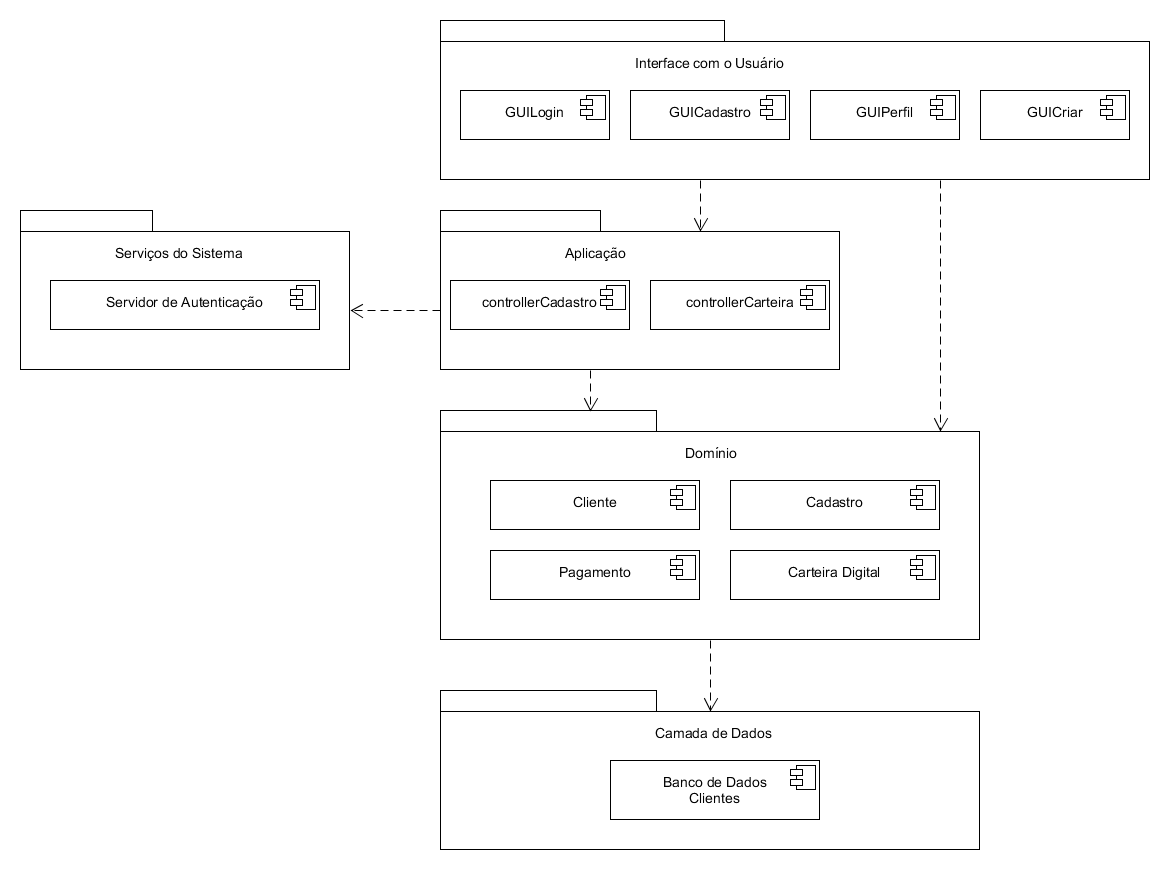 Interface com o Usuário
GUILogin
GUICadastro
GUIPerfil
GUICriar
Serviços do Sistema
Servidor de Autenticação
Aplicação
controllerCadastro
controllerCarteira
Domínio
Cliente
Cadastro
Pagamento
Carteira Digital
Camada de Dados
Banco de Dados
Clientes